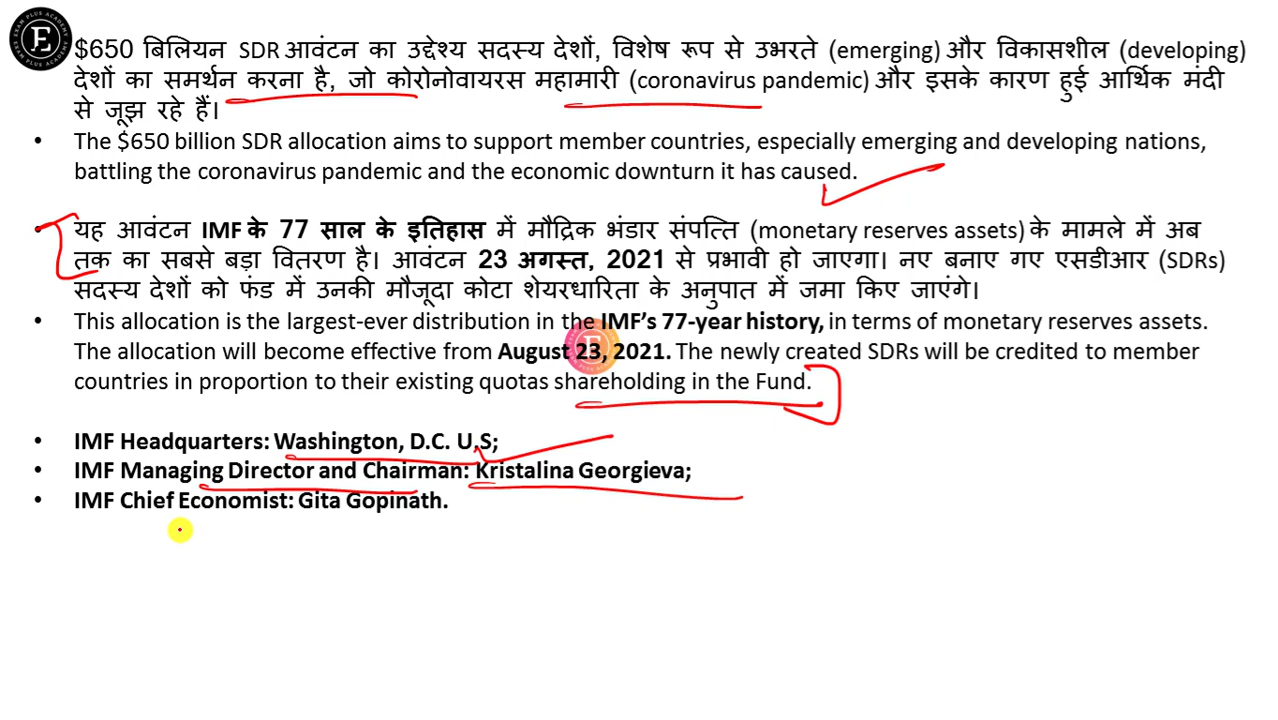 EXAM PLUS ACADEMY
E
$650 बिलियन SDR आवंटन का उद्देश्य सदस्य देशों, विशेष रूप से उभरते (emerging) और विकासशील (developing)
देशों का समर्थन करना है, जो कोरोनोवायरस महामारी (coronavirus pandemic) और इसके कारण हुई आर्थिक मंदी
से जूझ रहे हैं।
• The $650 billion SDR allocation aims to support member countries, especially emerging and developing nations,
battling the coronavirus pandemic and the economic downturn it has caused.
• यह आवंटन IMF के 77 साल के इतिहास में मौद्रिक भंडार संपत्ति (monetary reserves assets) के मामले में अब
तक का सबसे बड़ा वितरण है। आवंटन 23 अगस्त, 2021 से प्रभावी हो जाएगा। नए बनाए गए एसडीआर (SDRs)
सदस्य देशों को फंड में उनकी मौजूदा कोटा शेयरधारिता के अनुपात में जमा किए जाएंगे।
• This allocation is the largest-ever distribution in the IMF's 77-year history, in terms of monetary reserves assets.
The allocation will become effective from August 23, 2021. The newly created SDRs will be credited to member
countries in proportion to their existing quotas shareholding in the Fund.
• IMF Headquarters: Washington, D.C. U.S;
• IMF Managing Director and Chairman: Kristalina Georgieva;
• IMF Chief Economist: Gita Gopinath.